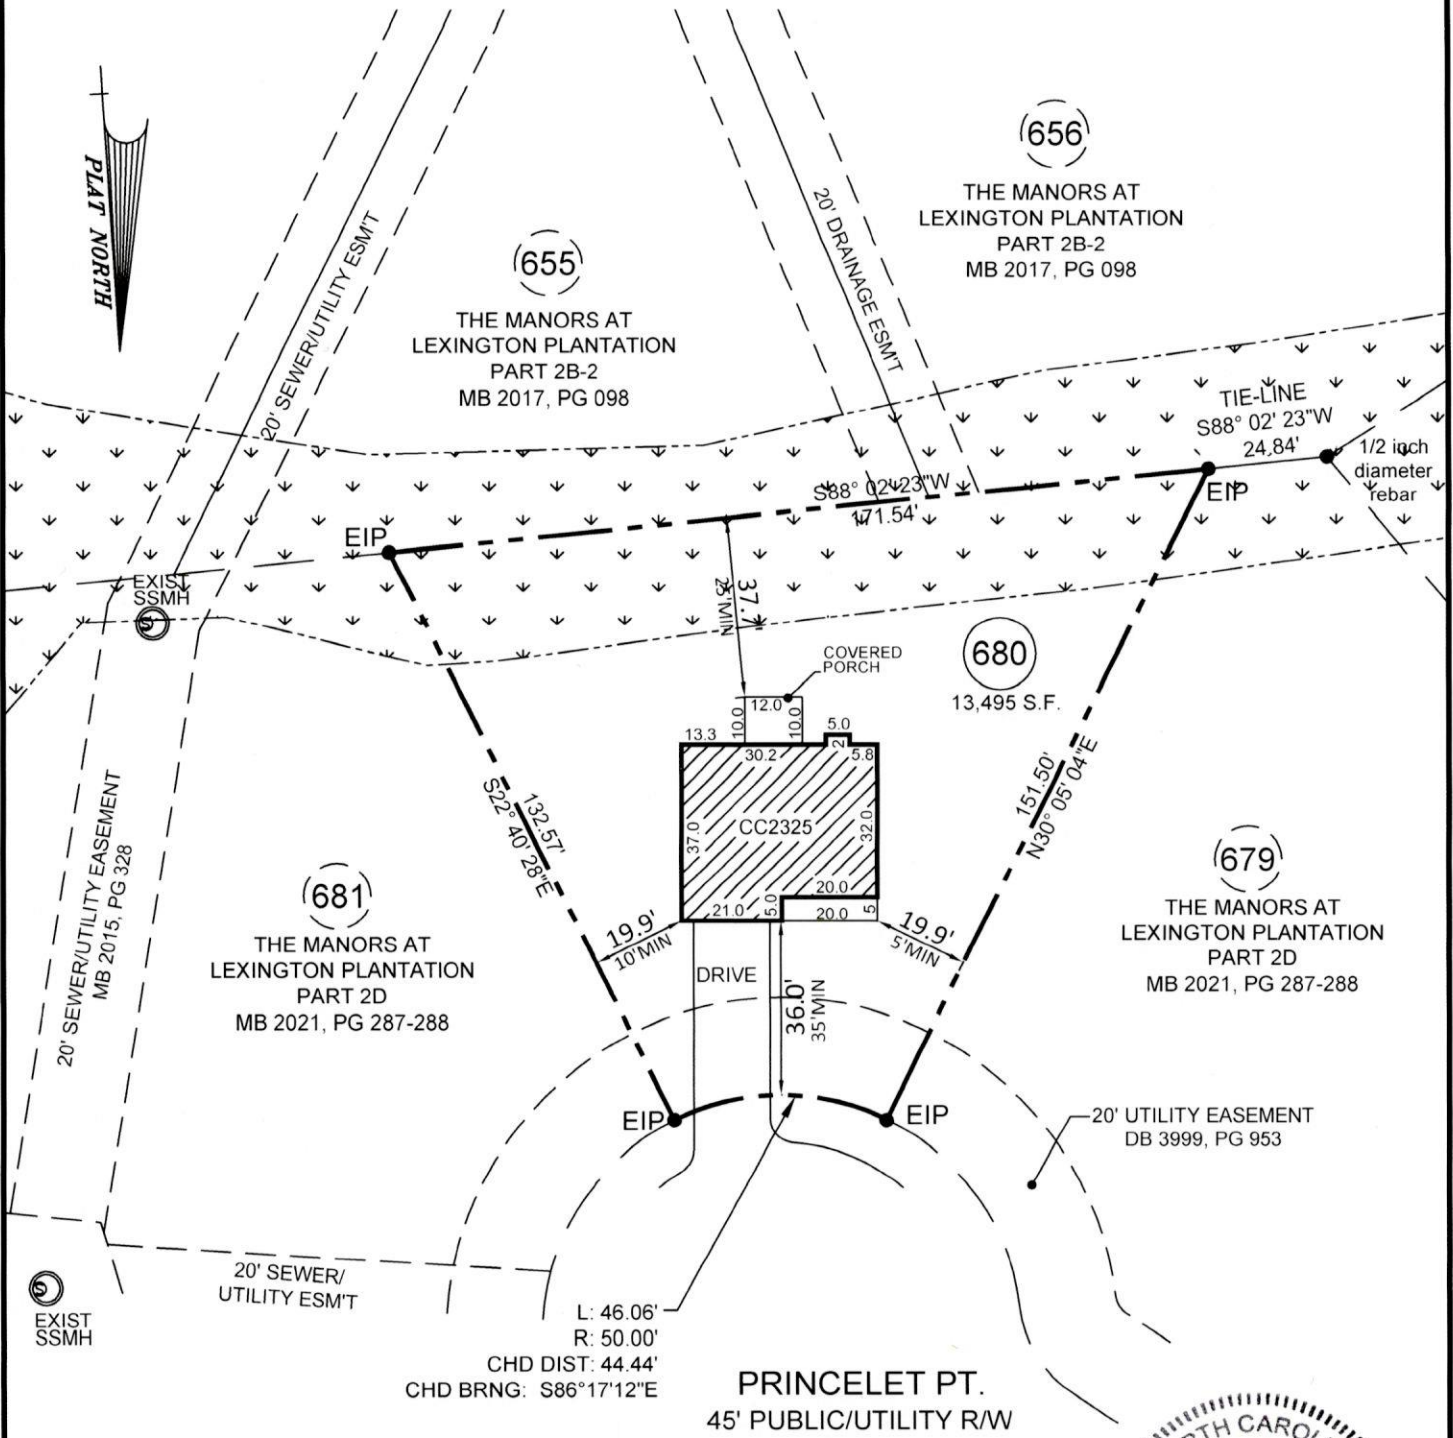 PLAT NORTH
656
THE MANORS AT
LEXINGTON PLANTATION
PART 2B-2
MB 2017, PG 098
655
THE MANORS AT
LEXINGTON PLANTATION
PART 2B-2
MB 2017, PG 098
20' SEWER/UTILITY ESM'T
20' DRAINAGE ESM'T
TIE-LINE
S88° 02' 23"W
24.84'
1/2 inch
diameter
rebar
EIP
S88° 02' 23"W
171.54'
EIP
EXIST
SSMH
S
37.7'
25'MIN
COVERED
PORCH
680
13,495 S.F.
12.0
10.0
10.0
13.3
5.0
30.2
2
5.8
CC2325
37.0
32.0
20.0
21.0
5.0
20.0
5
132.57'
S22° 40' 28"E
151.50'
N30° 05' 04"E
20' SEWER/UTILITY EASEMENT
MB 2015, PG 328
681
THE MANORS AT
LEXINGTON PLANTATION
PART 2D
MB 2021, PG 287-288
679
THE MANORS AT
LEXINGTON PLANTATION
PART 2D
MB 2021, PG 287-288
19.9'
10'MIN
19.9'
5'MIN
DRIVE
36.0'
35'MIN
EIP
EIP
20' UTILITY EASEMENT
DB 3999, PG 953
20' SEWER/
UTILITY ESM'T
S
EXIST
SSMH
L: 46.06'
R: 50.00'
CHD DIST: 44.44'
CHD BRNG: S86°17'12"E
PRINCELET PT.
45' PUBLIC/UTILITY R/W
RTH CAROL